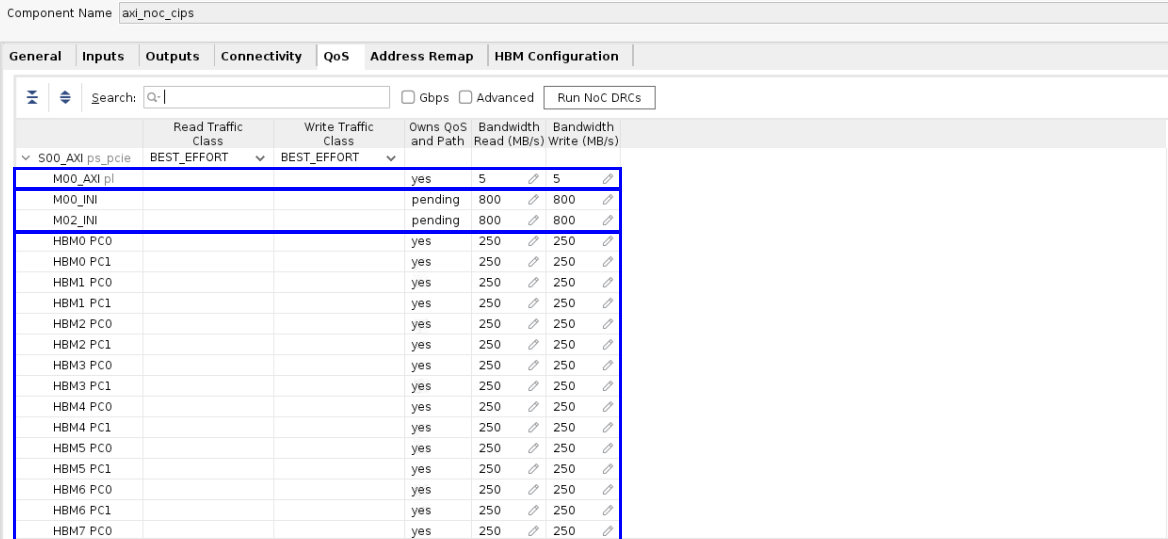 Component Name axi_noc_cips
General Inputs Outputs Connectivity QoS Address Remap HBM Configuration
Search: Gbps Advanced Run NoC DRCs
Read Traffic Write Traffic Owns QoS Bandwidth Bandwidth
Class Class and Path Read (MB/s) Write (MB/s)
S00_AXI ps_pcie BEST_EFFORT BEST_EFFORT
M00_AXI pl yes 5 5
M00_INI pending 800 800
M02_INI pending 800 800
HBM0 PC0 yes 250 250
HBM0 PC1 yes 250 250
HBM1 PC0 yes 250 250
HBM1 PC1 yes 250 250
HBM2 PC0 yes 250 250
HBM2 PC1 yes 250 250
HBM3 PC0 yes 250 250
HBM3 PC1 yes 250 250
HBM4 PC0 yes 250 250
HBM4 PC1 yes 250 250
HBM5 PC0 yes 250 250
HBM5 PC1 yes 250 250
HBM6 PC0 yes 250 250
HBM6 PC1 yes 250 250
HBM7 PC0 yes 250 250